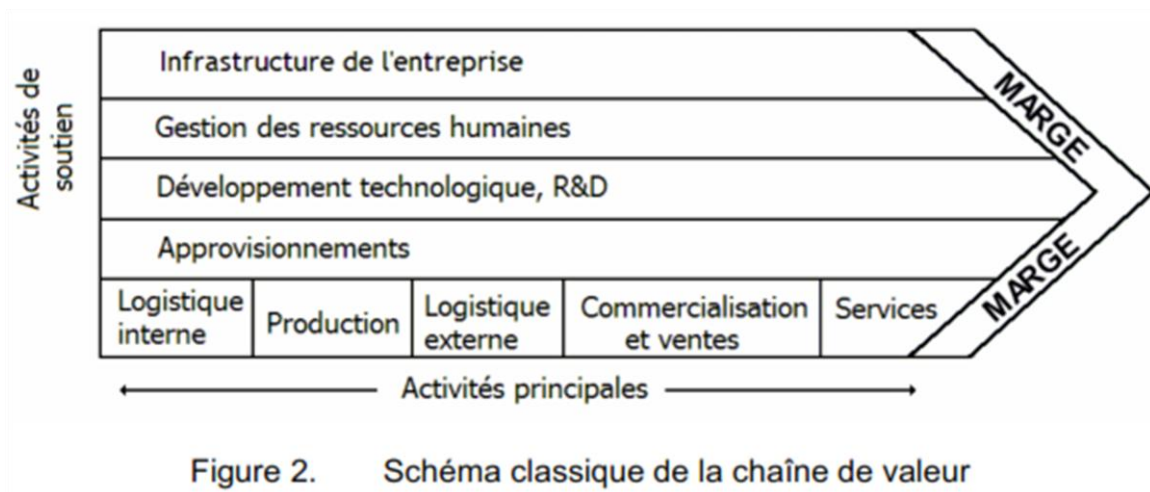 Activités de
soutien
Infrastructure de l'entreprise
Gestion des ressources humaines
Développement technologique, R&D
Approvisionnements
Logistique
interne
Production
Logistique
externe
Commercialisation
et ventes
Services
MARGE
MARGE
Activités principales
Figure 2. Schéma classique de la chaîne de valeur